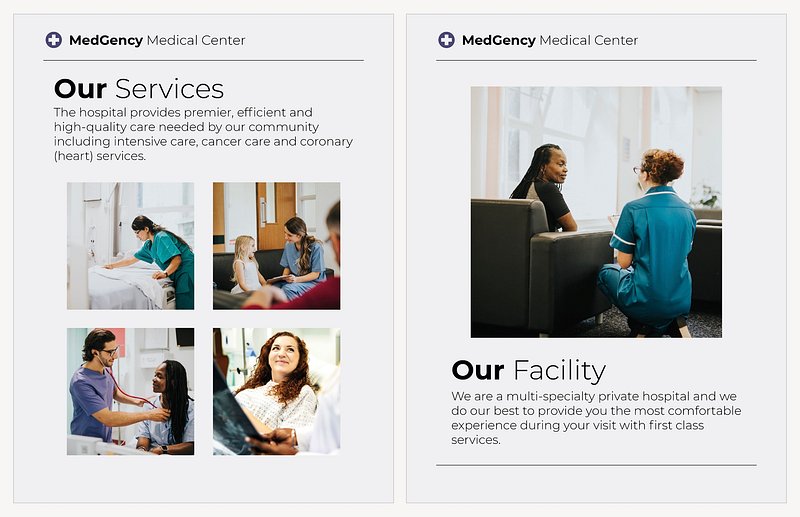 MedGency Medical Center
Our Services
The hospital provides premier, efficient and
high-quality care needed by our community
including intensive care, cancer care and coronary
(heart) services.
MedGency Medical Center
Our Facility
We are a multi-specialty private hospital and we
do our best to provide you the most comfortable
experience during your visit with first class
services.